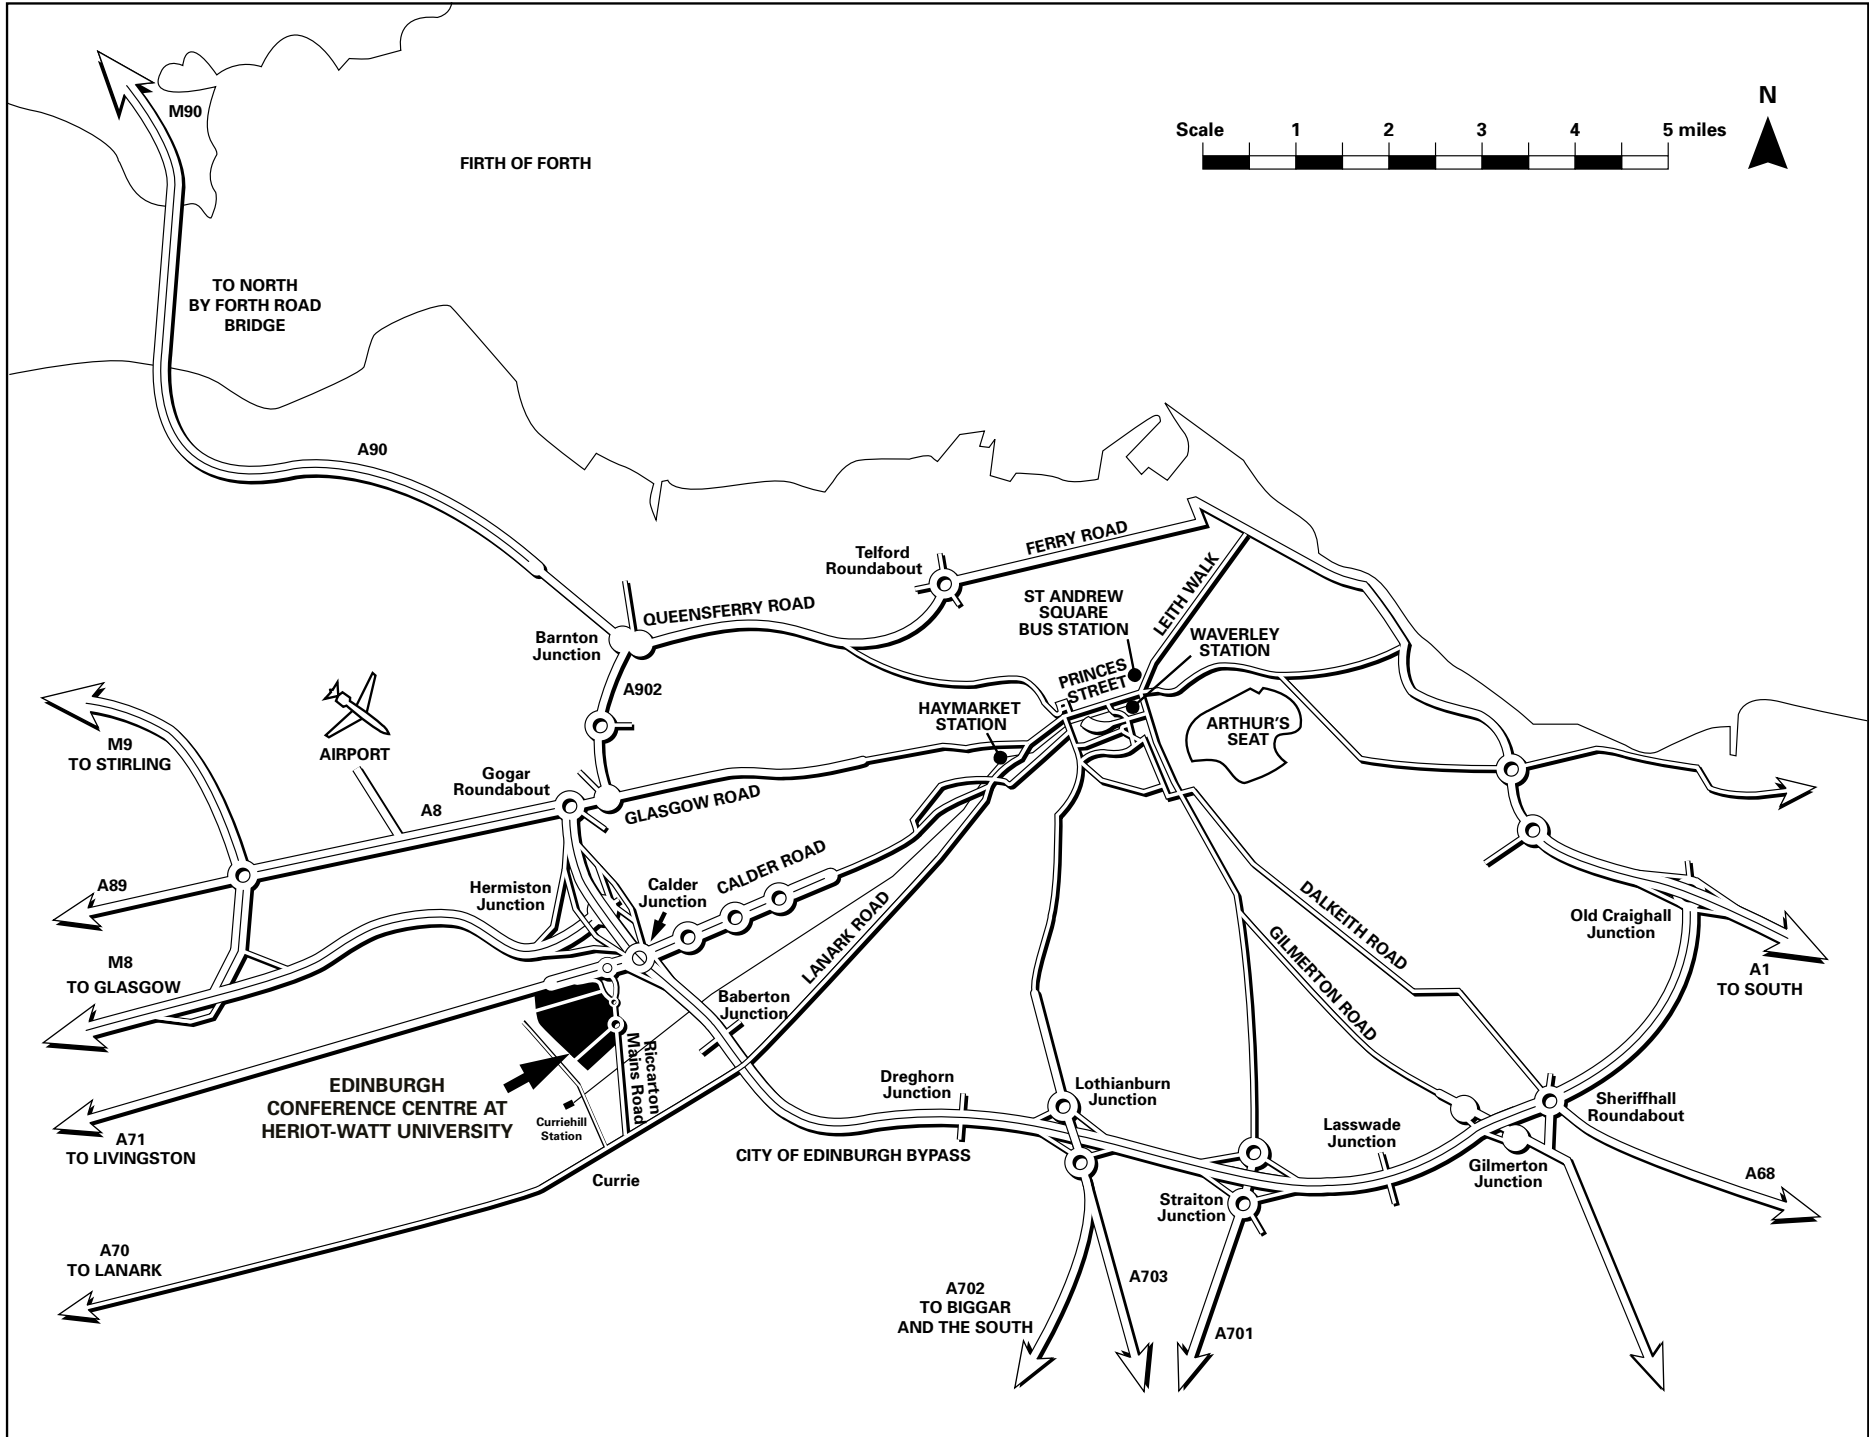 M90
FIRTH OF FORTH
Scale 1 2 3 4 5 miles
N
TO NORTH
BY FORTH ROAD
BRIDGE
A90
Telford
Roundabout
FERRY ROAD
QUEENSFERRY ROAD
ST ANDREW
SQUARE
BUS STATION
LEITH WALK
Barnton
Junction
WAVERLEY
STATION
A902
PRINCES
STREET
HAYMARKET
STATION
ARTHUR'S
SEAT
M9
TO STIRLING
AIRPORT
Gogar
Roundabout
A8
GLASGOW ROAD
A89
Hermiston
Junction
Calder
Junction
CALDER ROAD
LANARK ROAD
DALKEITH ROAD
GILMERTON ROAD
Old Craighall
Junction
M8
TO GLASGOW
A1
TO SOUTH
Baberton
Junction
Riccarton
Mains Road
EDINBURGH
CONFERENCE CENTRE AT
HERIOT-WATT UNIVERSITY
Curriehill
Station
Dreghorn
Junction
Lothianburn
Junction
Sheriffhall
Roundabout
Lasswade
Junction
A71
TO LIVINGSTON
CITY OF EDINBURGH BYPASS
Gilmerton
Junction
A68
Currie
Straiton
Junction
A70
TO LANARK
A702
TO BIGGAR
AND THE SOUTH
A703
A701